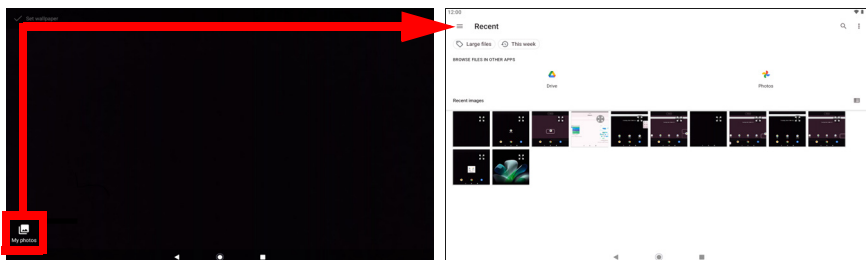 Set wallpaper
My photos
12:00
Recent
Large files
This week
BROWSE FILES IN OTHER APPS
Drive
Photos
Recent images